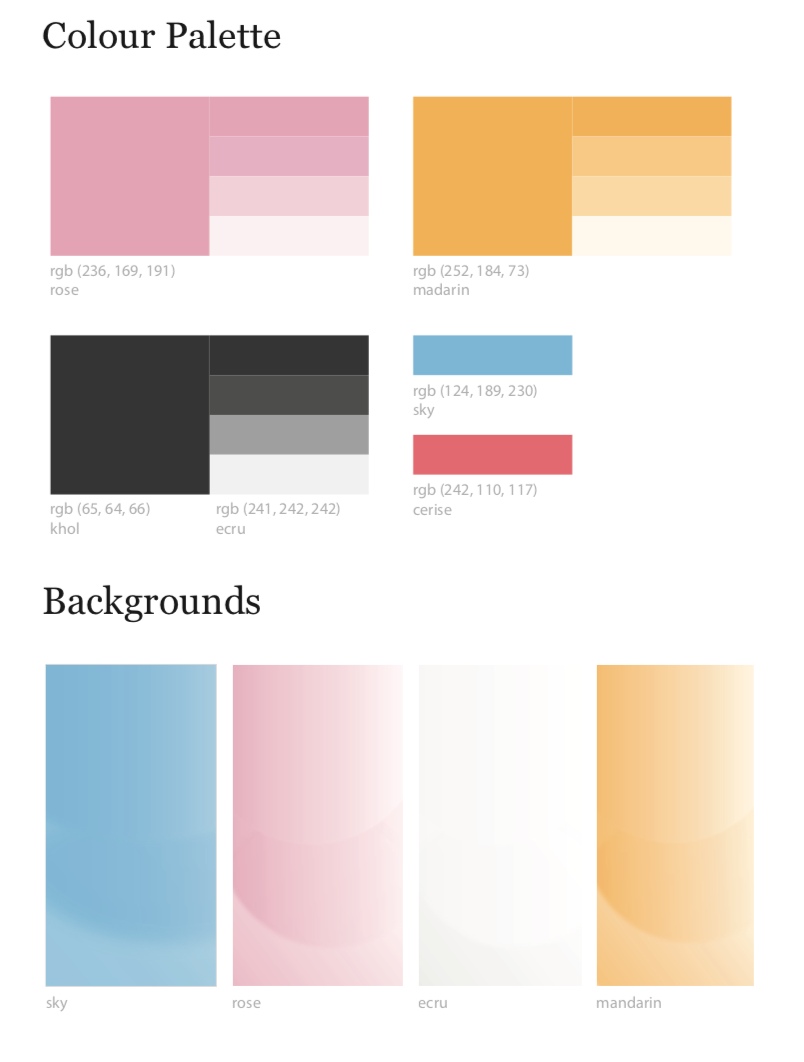 Colour Palette
rgb (236, 169, 191)
rose
rgb (252, 184, 73)
madarin
rgb (124, 189, 230)
sky
rgb (242, 110, 117)
cerise
rgb (65, 64, 66)
khol
rgb (241, 242, 242)
ecru
Backgrounds
sky
rose
ecru
mandarin